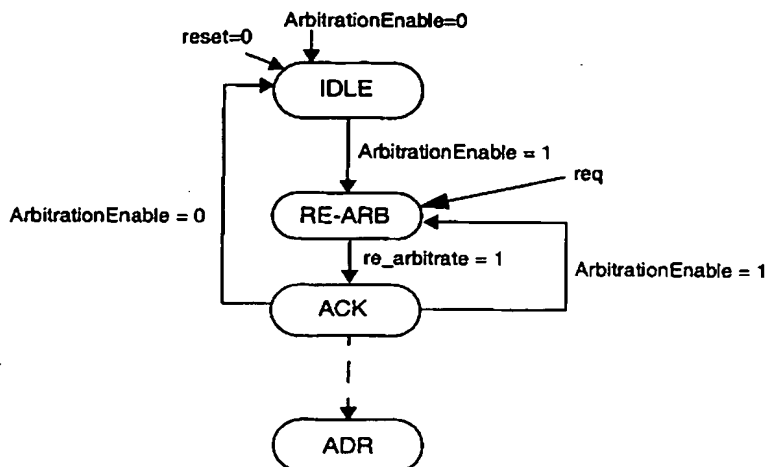 ArbitrationEnable=0
reset=0
IDLE
ArbitrationEnable = 1
req
RE-ARB
ArbitrationEnable = 0
re_arbitrate = 1
ArbitrationEnable = 1
ACK
ADR